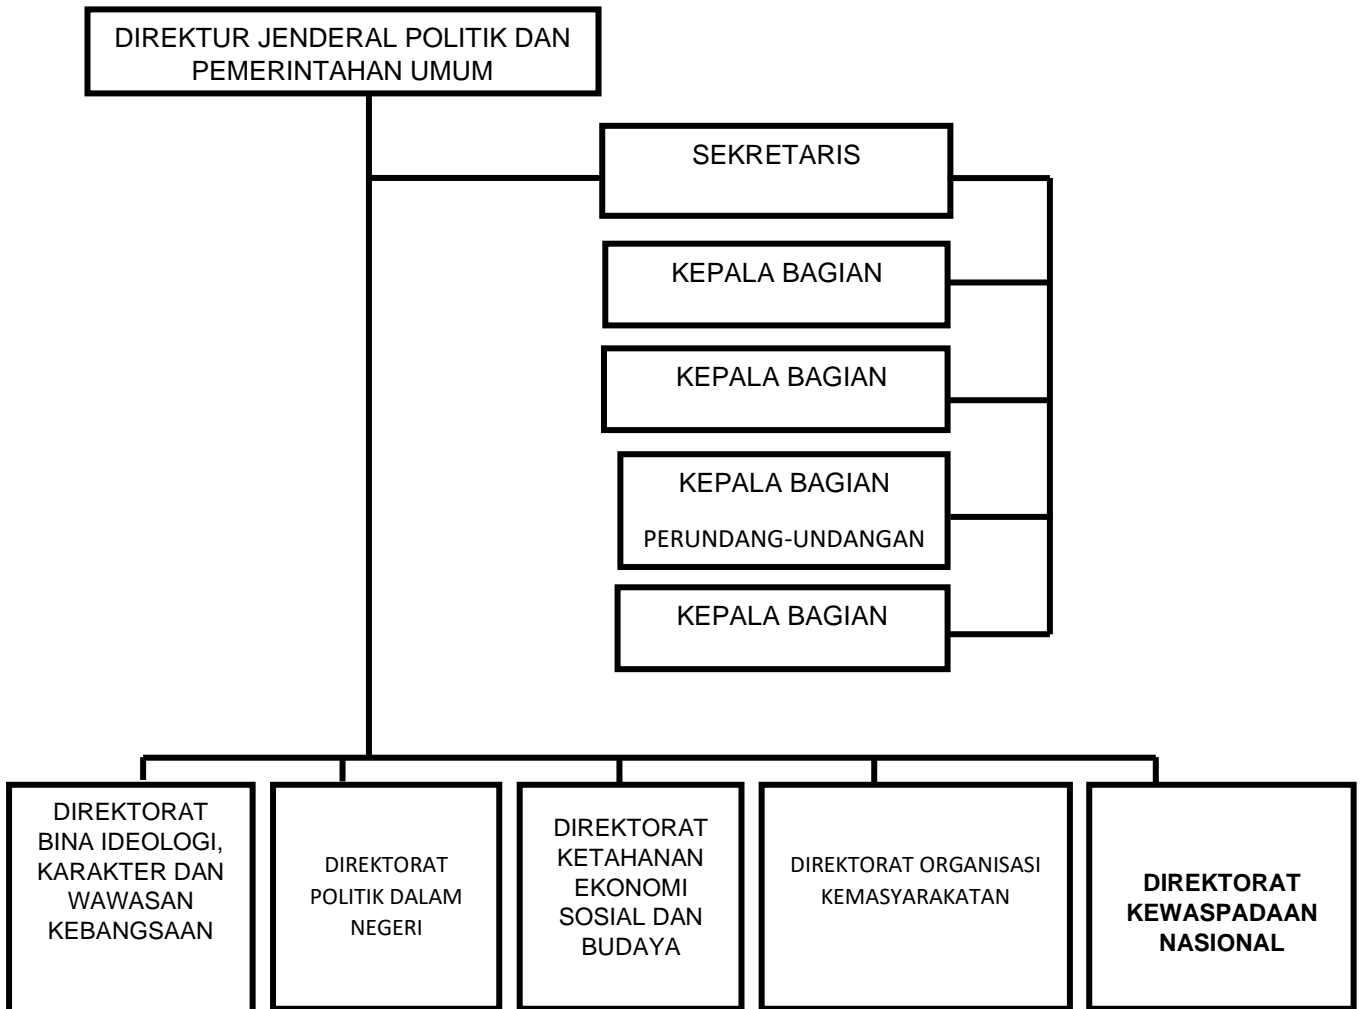 DIREKTUR JENDERAL POLITIK DAN
PEMERINTAHAN UMUM
SEKRETARIS
KEPALA BAGIAN
KEPALA BAGIAN
KEPALA BAGIAN
PERUNDANG-UNDANGAN
KEPALA BAGIAN
DIREKTORAT
BINA IDEOLOGI,
KARAKTER DAN
WAWASAN
KEBANGSAAN
DIREKTORAT
POLITIK DALAM
NEGERI
DIREKTORAT
KETAHANAN
EKONOMI
SOSIAL DAN
BUDAYA
DIREKTORAT ORGANISASI
KEMASYARAKATAN
DIREKTORAT
KEWASPADAAN
NASIONAL